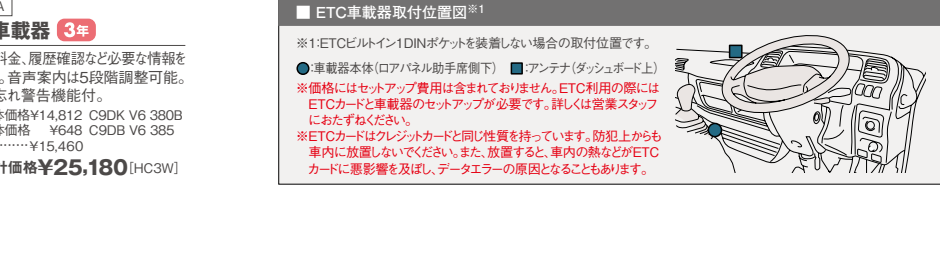 A
車載器 3年
料金、履歴確認など必要な情報を
。音声案内は5段階調整可能。
忘れ警告機能付。
本価格¥14,812 C9DK V6 380B
本価格 ¥648 C9DB V6 385
………¥15,460
計価格¥25,180[HC3W]
■ ETC車載器取付位置図※1
※1:ETCビルトイン1DINポケットを装着しない場合の取付位置です。
●:車載器本体(ロアパネル助手席側下) ■:アンテナ(ダッシュボード上)
※価格にはセットアップ費用は含まれておりません。ETC利用の際には
ETCカードと車載器のセットアップが必要です。詳しくは営業スタッフ
におたずねください。
※ETCカードはクレジットカードと同じ性質を持っています。防犯上からも
車内に放置しないでください。また、放置すると、車内の熱などがETC
カードに悪影響を及ぼし、データエラーの原因となることもあります。